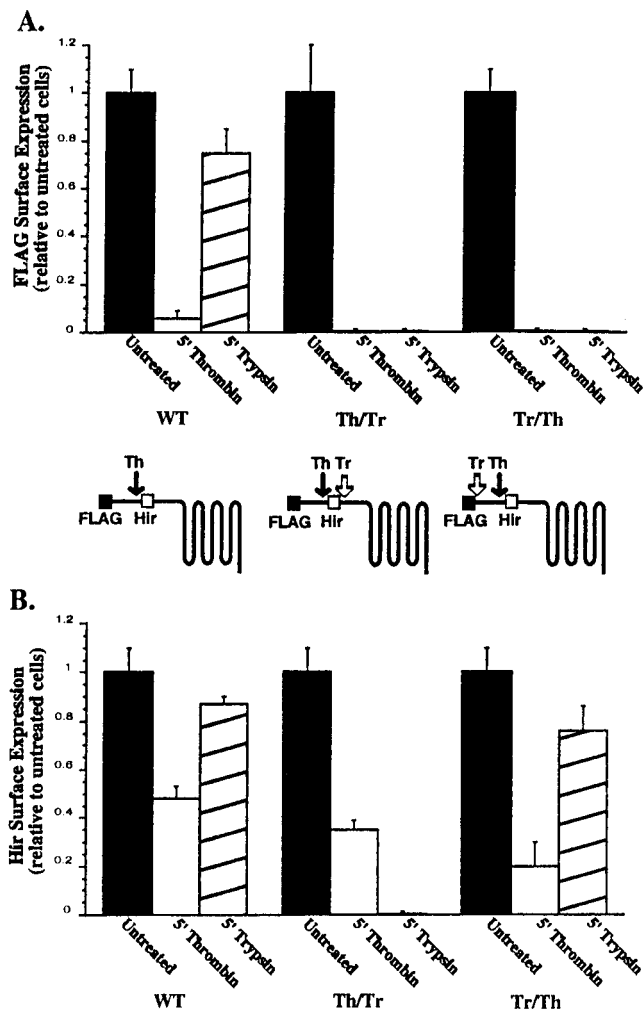 A.
FLAG Surface Expression
(relative to untreated cells)
1.2
1
0.8
0.6
0.4
0.2
0
Untreated
5' Thrombin
5' Trypsin
Untreated
5' Thrombin
5' Trypsin
Untreated
5' Thrombin
5' Trypsin
WT Th/Tr Tr/Th
Th
FLAG Hir
Th Tr
FLAG Hir
Tr Th
FLAG Hir
B.
Hir Surface Expression
(relative to untreated cells)
1.2
1
0.8
0.6
0.4
0.2
0
Untreated
5' Thrombin
5' Trypsin
Untreated
5' Thrombin
5' Trypsin
Untreated
5' Thrombin
5' Trypsin
WT Th/Tr Tr/Th